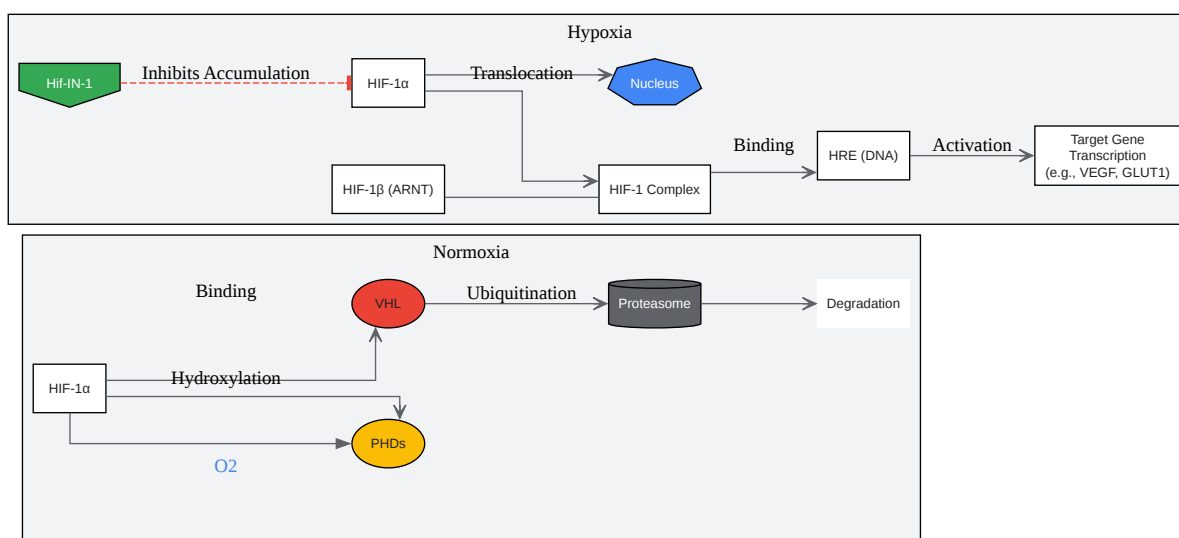 Hypoxia
Hif-IN-1
Inhibits Accumulation
HIF-1α
Translocation
Nucleus
HIF-1β (ARNT)
HIF-1 Complex
Binding
HRE (DNA)
Activation
Target Gene
Transcription
(e.g., VEGF, GLUT1)
Normoxia
Binding
VHL
Ubiquitination
Proteasome
Degradation
HIF-1α
Hydroxylation
PHDs
O2